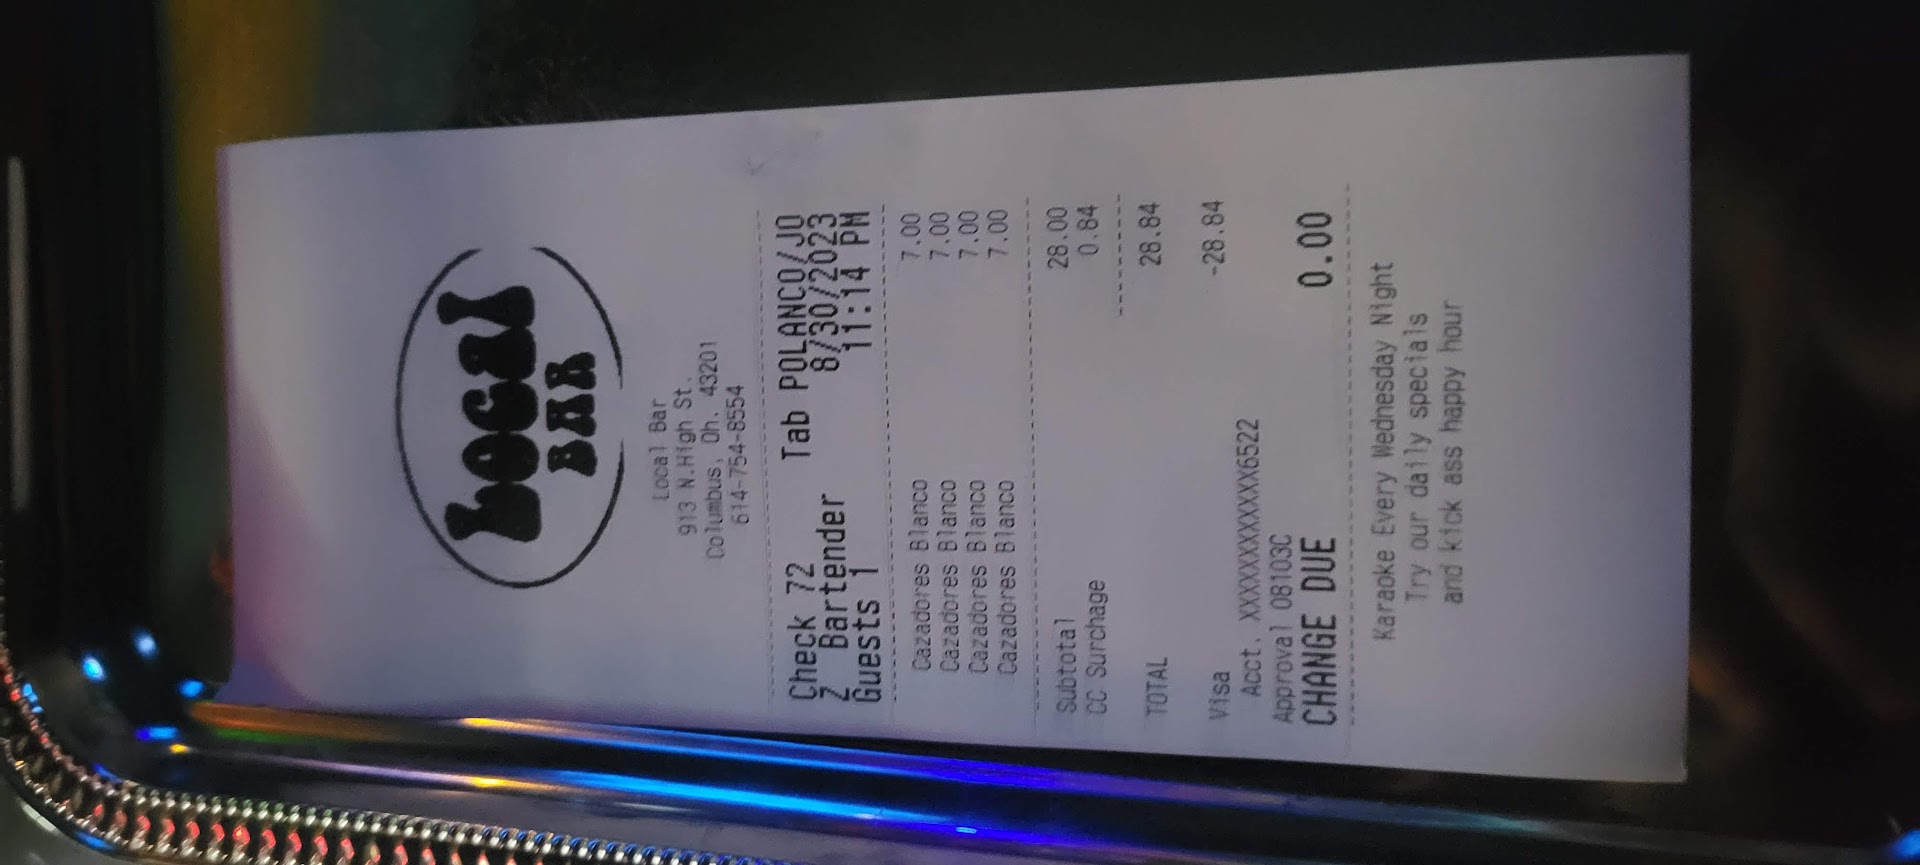 Local
BAR
Local Bar
913 N.High St.
Columbus, Oh. 43201
614-754-8554
Check 72 Tab POLANCO/JO
2 Bartender 8/30/2023
Guests 1 11:14 PM
Cazadores Blanco 7.00
Cazadores Blanco 7.00
Cazadores Blanco 7.00
Cazadores Blanco 7.00
Subtotal 28.00
CC Surchage 0.84
TOTAL 28.84
Visa -28.84
Acct. XXXXXXXXXXXX6522
Approval 08103C
CHANGE DUE 0.00
Karaoke Every Wednesday Night
Try our daily specials
and kick ass happy hour